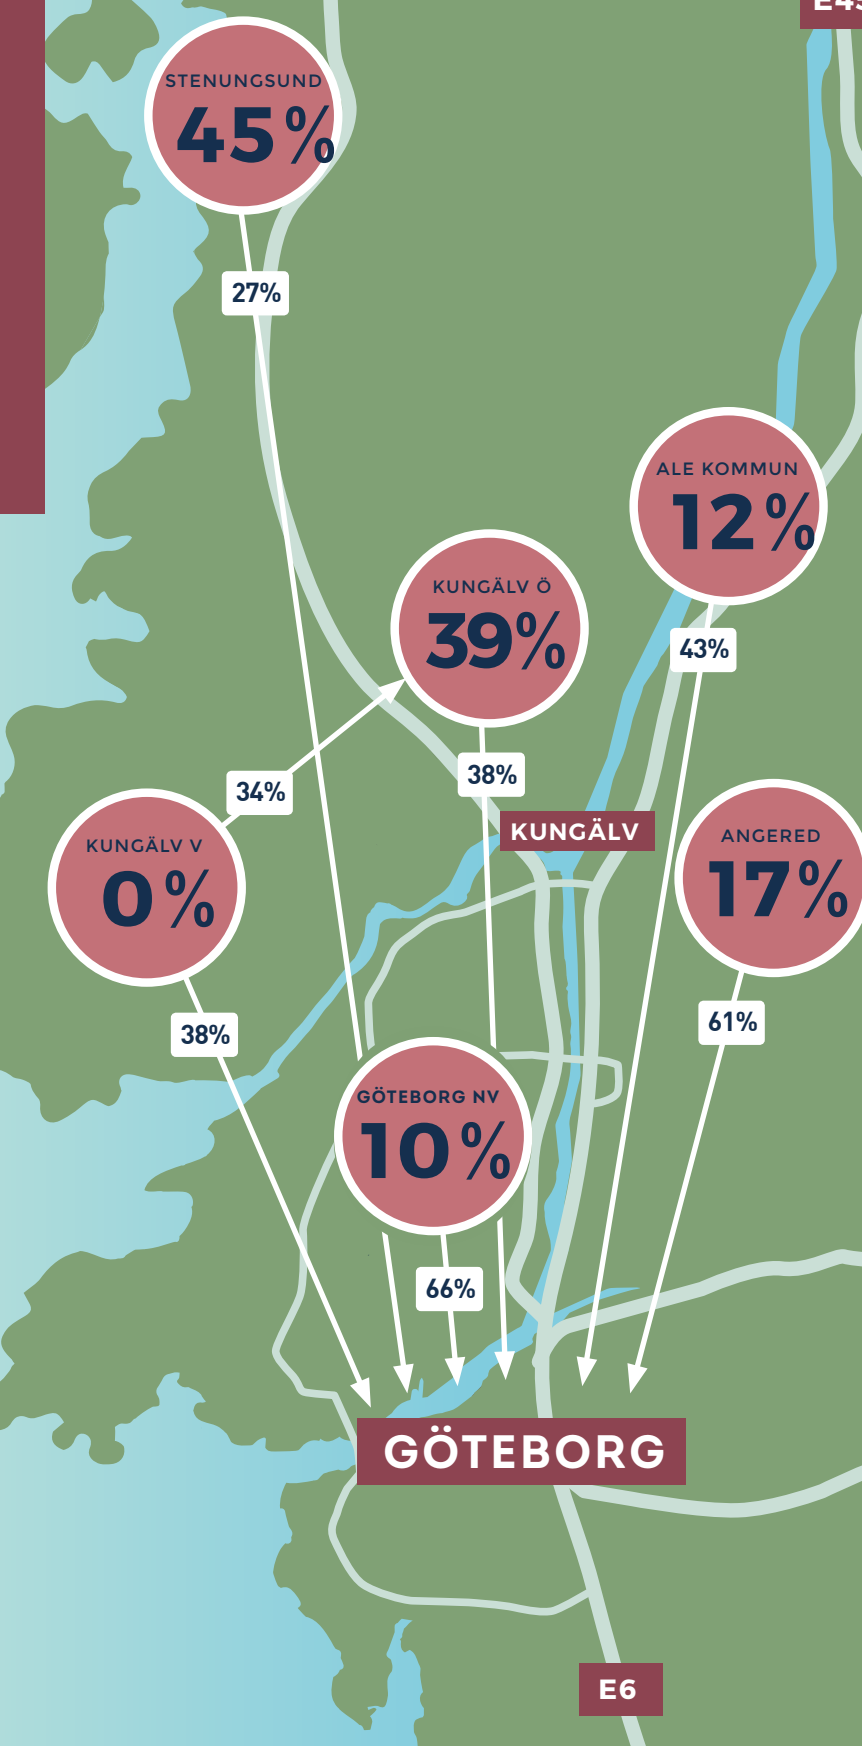 STENUNGSUND
45%
27%
ALE KOMMUN
12%
KUNGÄLV Ö
39%
43%
38%
34%
KUNGÄLV
ANGERED
17%
KUNGÄLV V
0%
61%
38%
GÖTEBORG NV
10%
66%
GÖTEBORG
E6